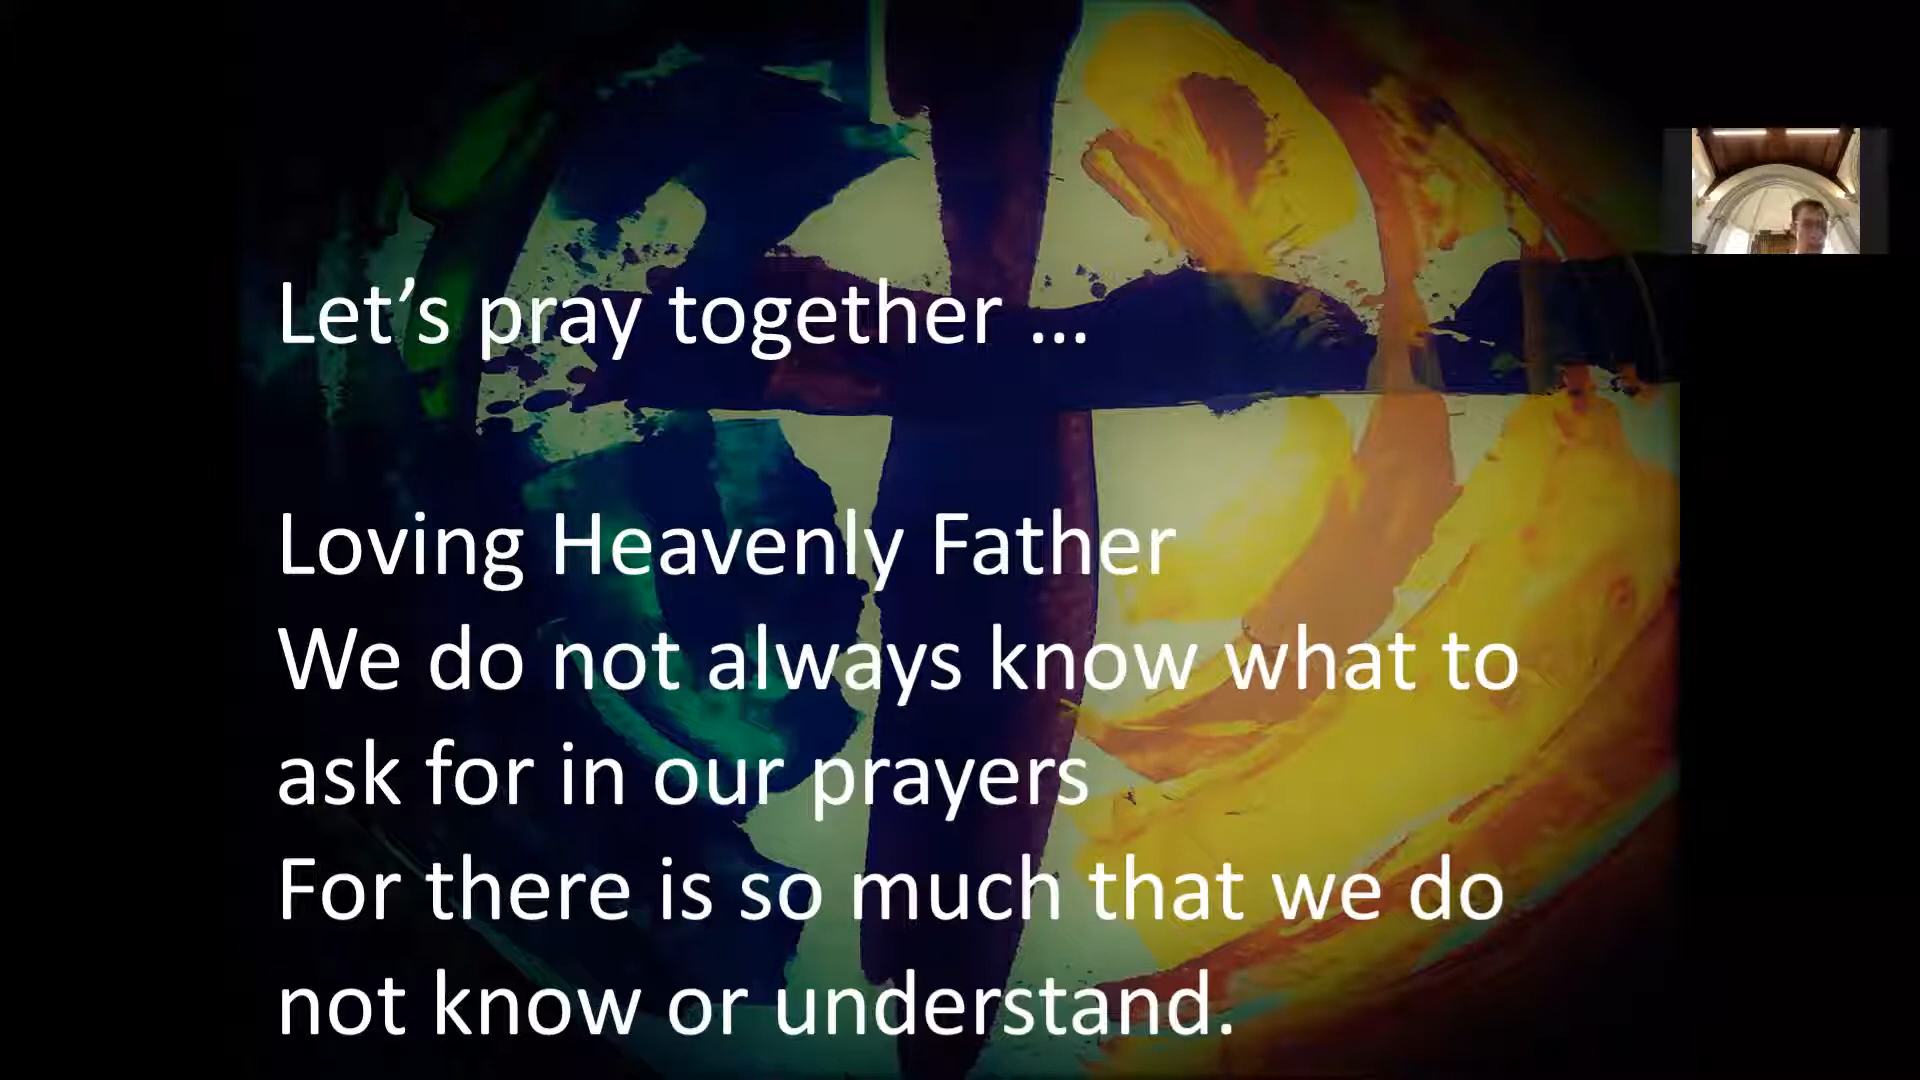 Let’s pray together ...
Loving Heavenly Father
We do not always know what to
ask for in our prayers
For there is so much that we do
not know or understand.